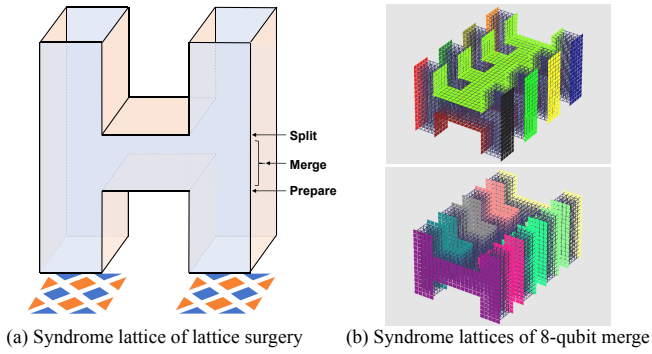 Split
Merge
Prepare
(a) Syndrome lattice of lattice surgery
(b) Syndrome lattices of 8-qubit merge